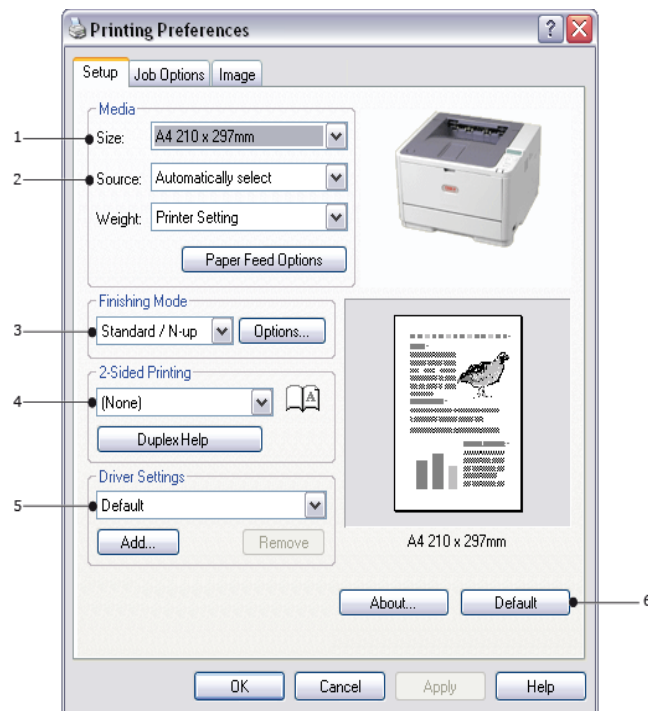 Printing Preferences
Setup Job Options Image
Media
1 Size: A4 210 x 297mm
2 Source: Automatically select
Weight: Printer Setting
Paper Feed Options
Finishing Mode
3 Standard / N-up Options...
2-Sided Printing
4 (None) A
Duplex Help
Driver Settings
5 Default
Add... Remove
A4 210 x 297mm
About... Default 6
OK Cancel Apply Help